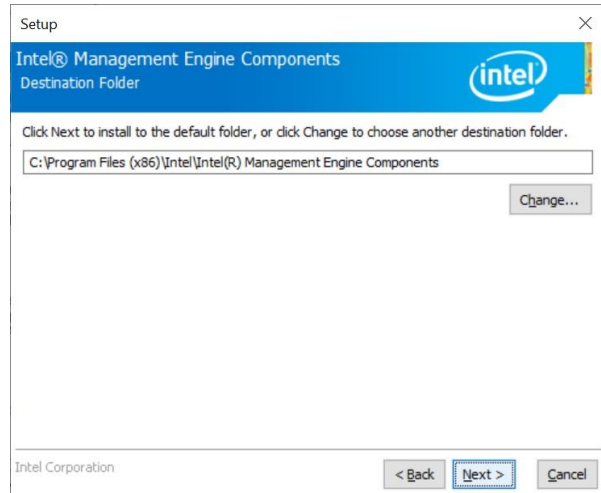 Setup
Intel® Management Engine Components
Destination Folder
intel
Click Next to install to the default folder, or click Change to choose another destination folder.
C:\Program Files (x86)\Intel\Intel(R) Management Engine Components
Change...
Intel Corporation
< Back
Next >
Cancel